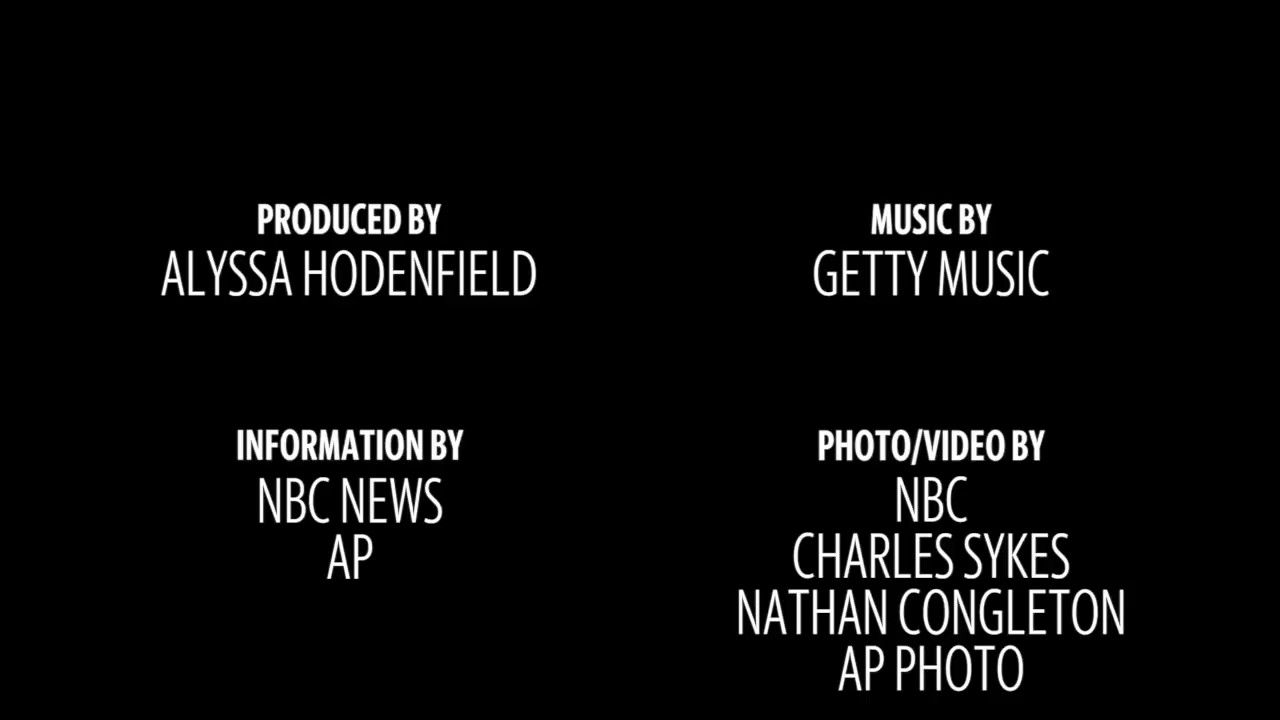 PRODUCED BY
ALYSSA HODENFIELD
MUSIC BY
GETTY MUSIC
INFORMATION BY
NBC NEWS
AP
PHOTO/VIDEO BY
NBC
CHARLES SYKES
NATHAN CONGLETON
AP PHOTO